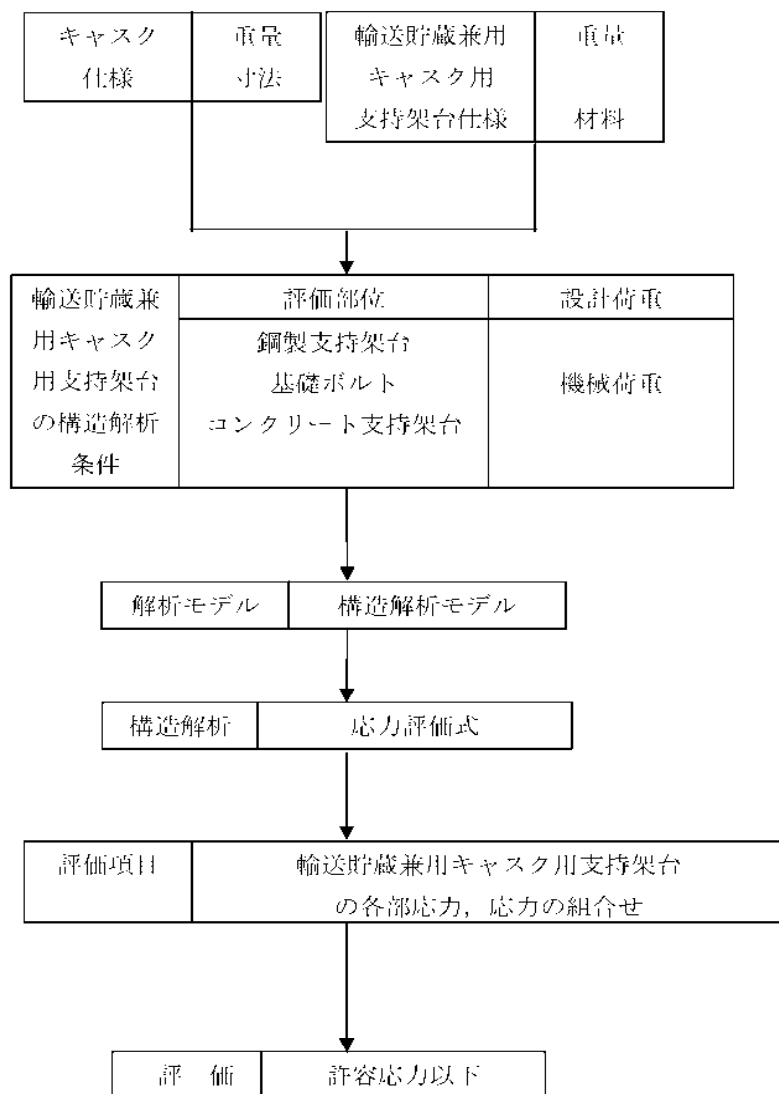 キャスク
仕様
重量
寸法
輸送貯蔵兼用
キャスク用
支持架台仕様
重量
材料
輸送貯蔵兼
用キャスク
用支持架台
の構造解析
条件
評価部位
設計荷重
鋼製支持架台
基礎ボルト
コンクリート支持架台
機械荷重
解析モデル
構造解析モデル
構造解析
応力評価式
評価項目
輸送貯蔵兼用キャスク用支持架台
の各部応力，応力の組合せ
評　価
許容応力以下